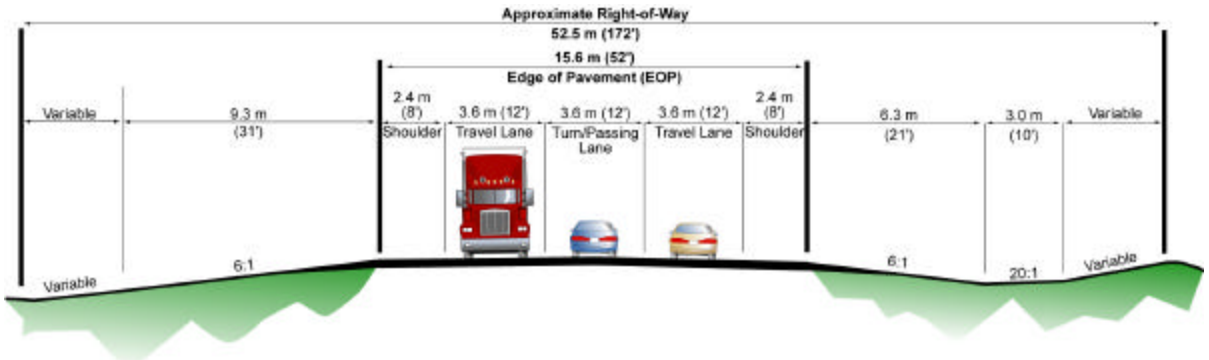 Approximate Right-of-Way
52.5 m (172')
15.6 m (52')
Edge of Pavement (EOP)
Variable
9.3 m
(31')
2.4 m
(8')
Shoulder
3.6 m (12')
Travel Lane
3.6 m (12')
Turn/Passing
Lane
3.6 m (12')
Travel Lane
2.4 m
(8')
Shoulder
6.3 m
(21')
3.0 m
(10')
Variable
Variable
6:1
6:1
20:1
Variable